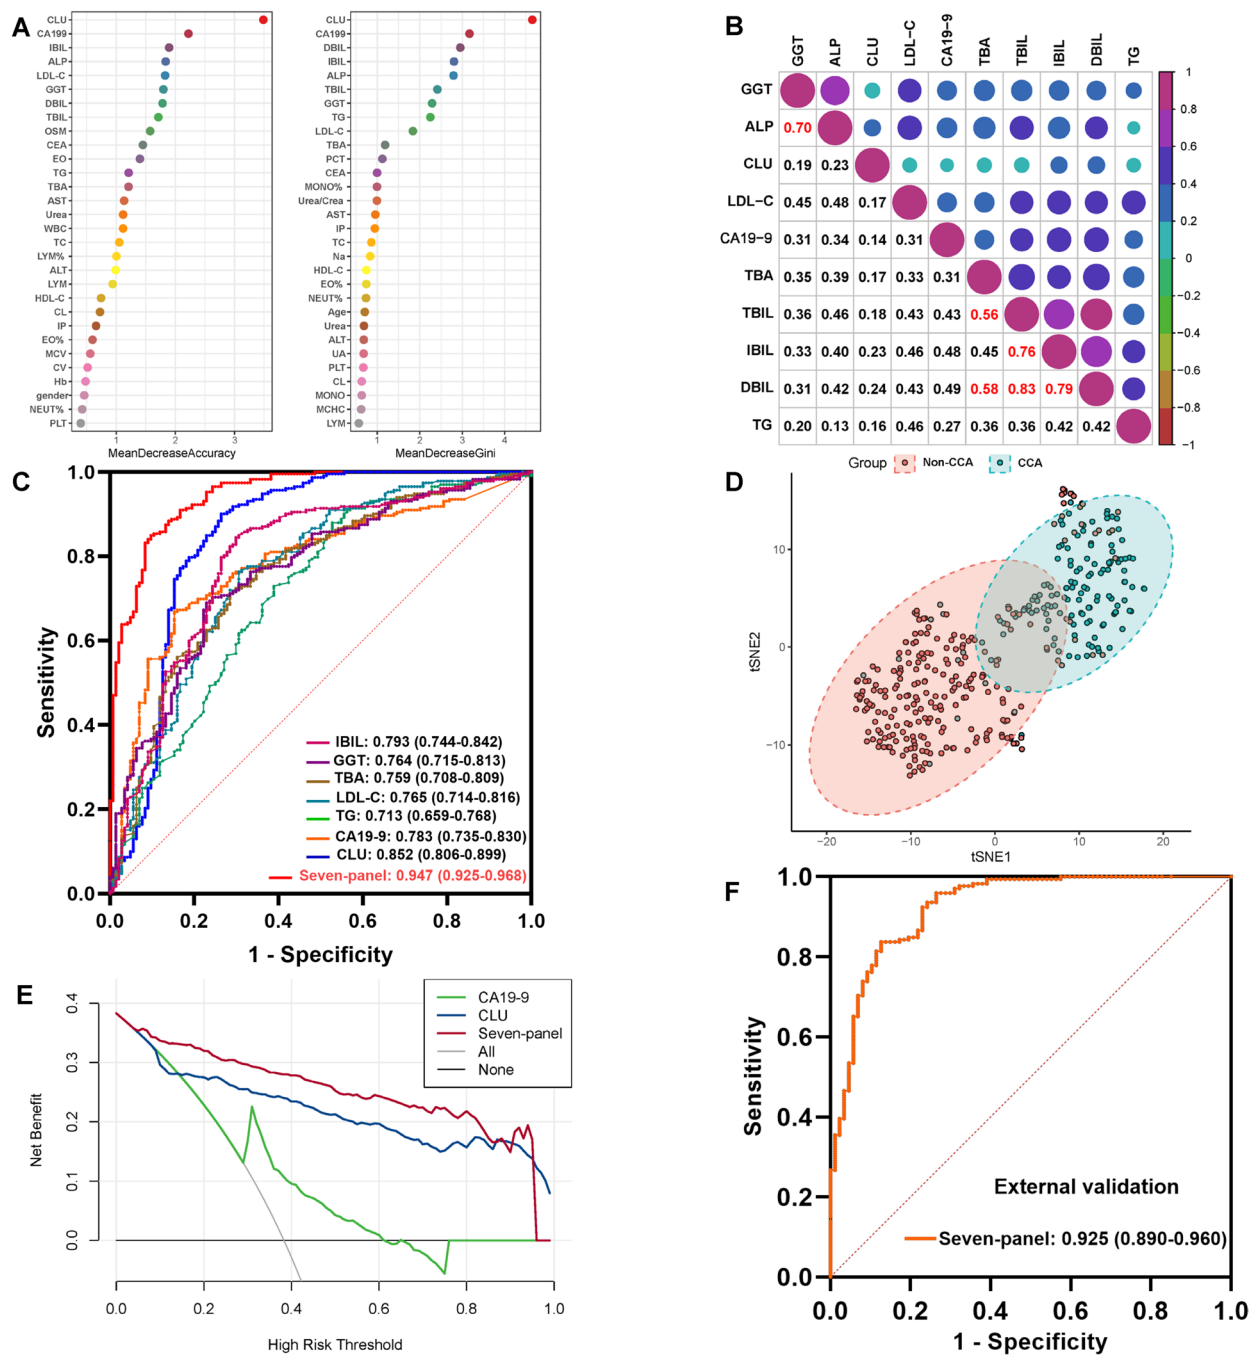 A
CLU
CA199
IBIL
ALP
LDL-C
GGT
DBIL
TBIL
OSM
CEA
EO
TG
TBA
AST
Urea
WBC
TC
LYM%
ALT
LYM
HDL-C
CL
IP
EO%
MCV
CV
Hb
gender
NEUT%
PLT
1 2 3
MeanDecreaseAccuracy
CLU
CA199
DBIL
IBIL
ALP
TBIL
GGT
TG
LDL-C
TBA
PCT
CEA
MONO%
Urea/Crea
AST
IP
TC
Na
HDL-C
EO%
NEUT%
Age
Urea
ALT
UA
PLT
CL
MONO
MCHC
LYM
1 2 3 4
MeanDecreaseGini
B
GGT ALP CLU LDL-C CA19-9 TBA TBIL IBIL DBIL TG
GGT
ALP 0.70
CLU 0.19 0.23
LDL-C 0.45 0.48 0.17
CA19-9 0.31 0.34 0.14 0.31
TBA 0.35 0.39 0.17 0.33 0.31
TBIL 0.36 0.46 0.18 0.43 0.43 0.56
IBIL 0.33 0.40 0.23 0.46 0.48 0.45 0.76
DBIL 0.31 0.42 0.24 0.43 0.49 0.58 0.83 0.79
TG 0.20 0.13 0.16 0.46 0.27 0.36 0.36 0.42 0.42
1
0.8
0.6
0.4
0.2
0
-0.2
-0.4
-0.6
-0.8
-1
C
Sensitivity
1.0
0.8
0.6
0.4
0.2
0.0
IBIL: 0.793 (0.744-0.842)
GGT: 0.764 (0.715-0.813)
TBA: 0.759 (0.708-0.809)
LDL-C: 0.765 (0.714-0.816)
TG: 0.713 (0.659-0.768)
CA19-9: 0.783 (0.735-0.830)
CLU: 0.852 (0.806-0.899)
Seven-panel: 0.947 (0.925-0.968)
0.0 0.2 0.4 0.6 0.8 1.0
1 - Specificity
D
Group Non-CCA CCA
tSNE2
10
0
-10
-20 -10 0 10 20
tSNE1
E
Net Benefit
0.4
0.3
0.2
0.1
0.0
CA19-9
CLU
Seven-panel
All
None
0.0 0.2 0.4 0.6 0.8 1.0
High Risk Threshold
F
Sensitivity
1.0
0.8
0.6
0.4
0.2
0.0
External validation
Seven-panel: 0.925 (0.890-0.960)
0.0 0.2 0.4 0.6 0.8 1.0
1 - Specificity